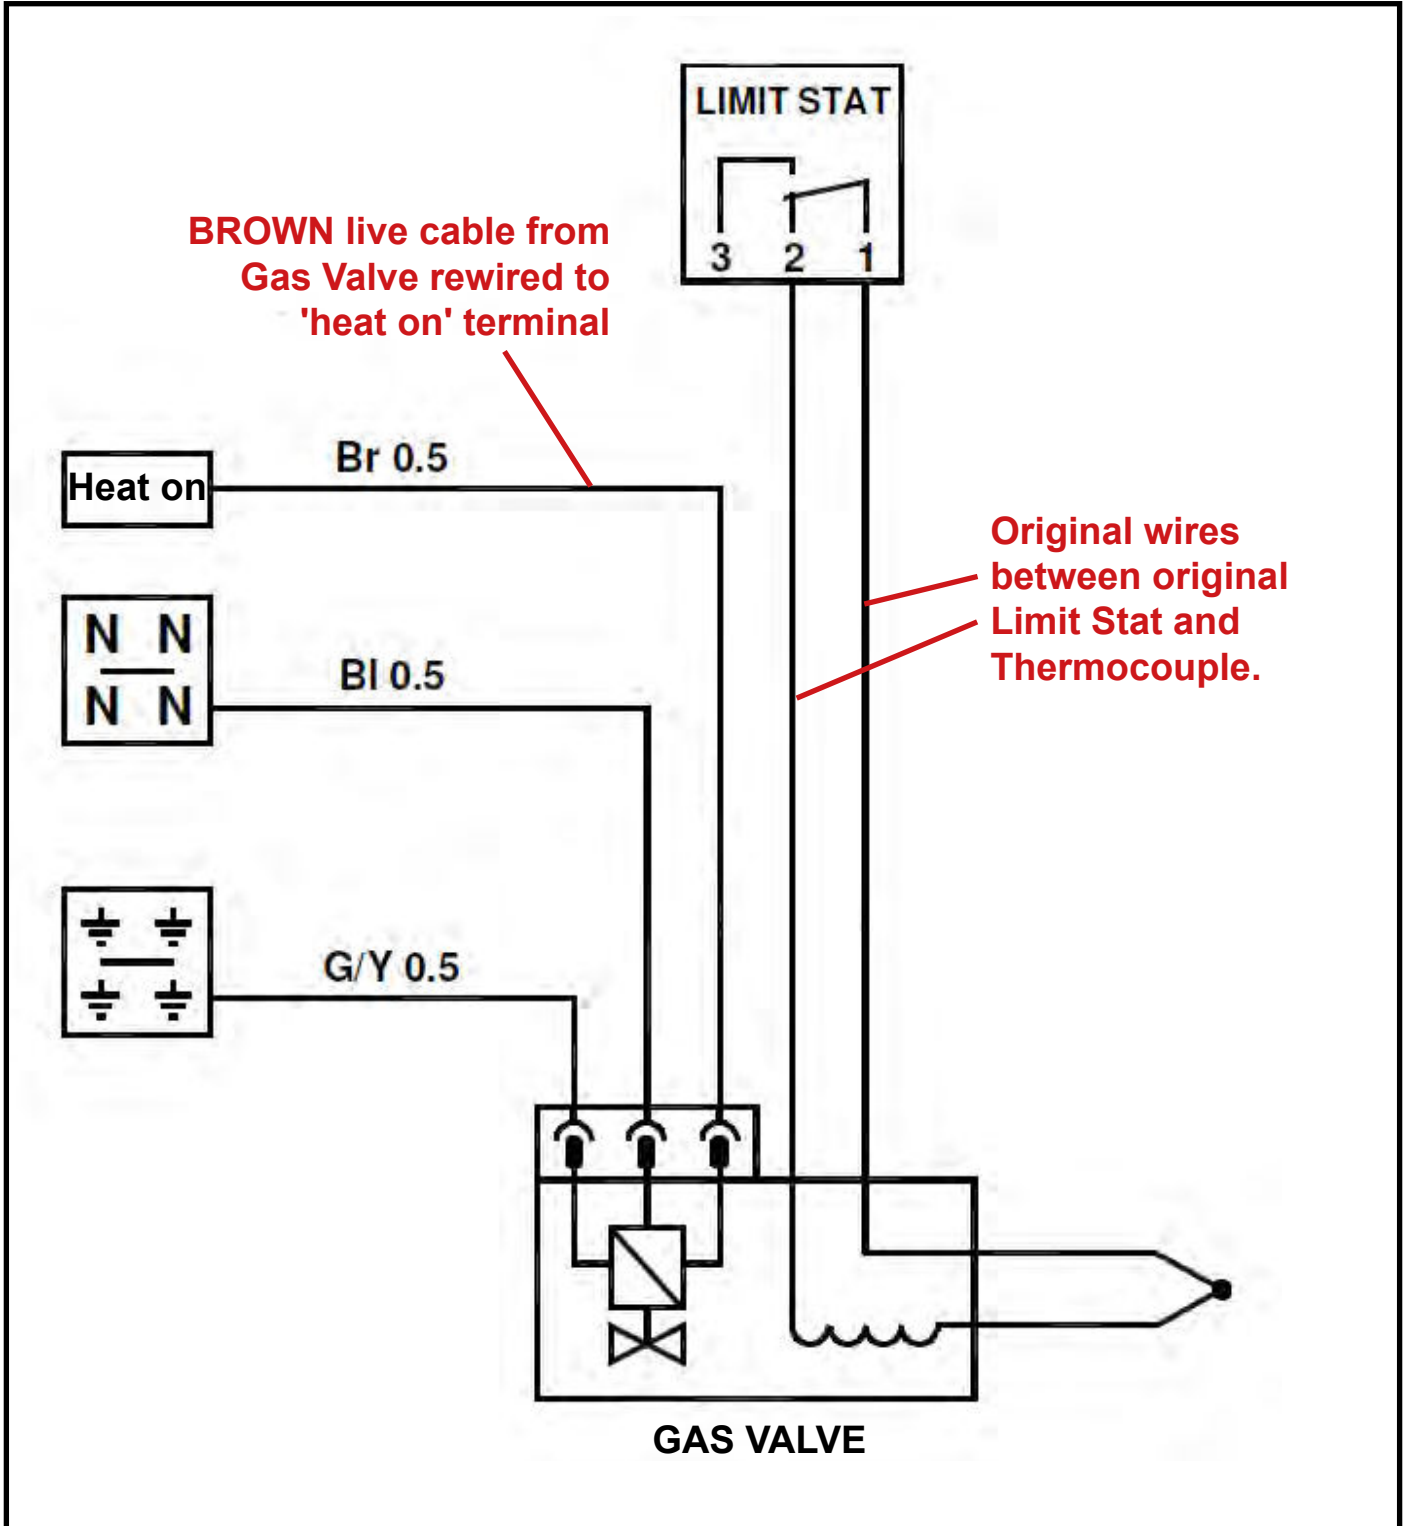 LIMIT STAT
3 2 1
BROWN live cable from
Gas Valve rewired to
'heat on' terminal
Br 0.5
Heat on
Original wires
between original
Limit Stat and
Thermocouple.
N N
N N
Bl 0.5
G/Y 0.5
GAS VALVE